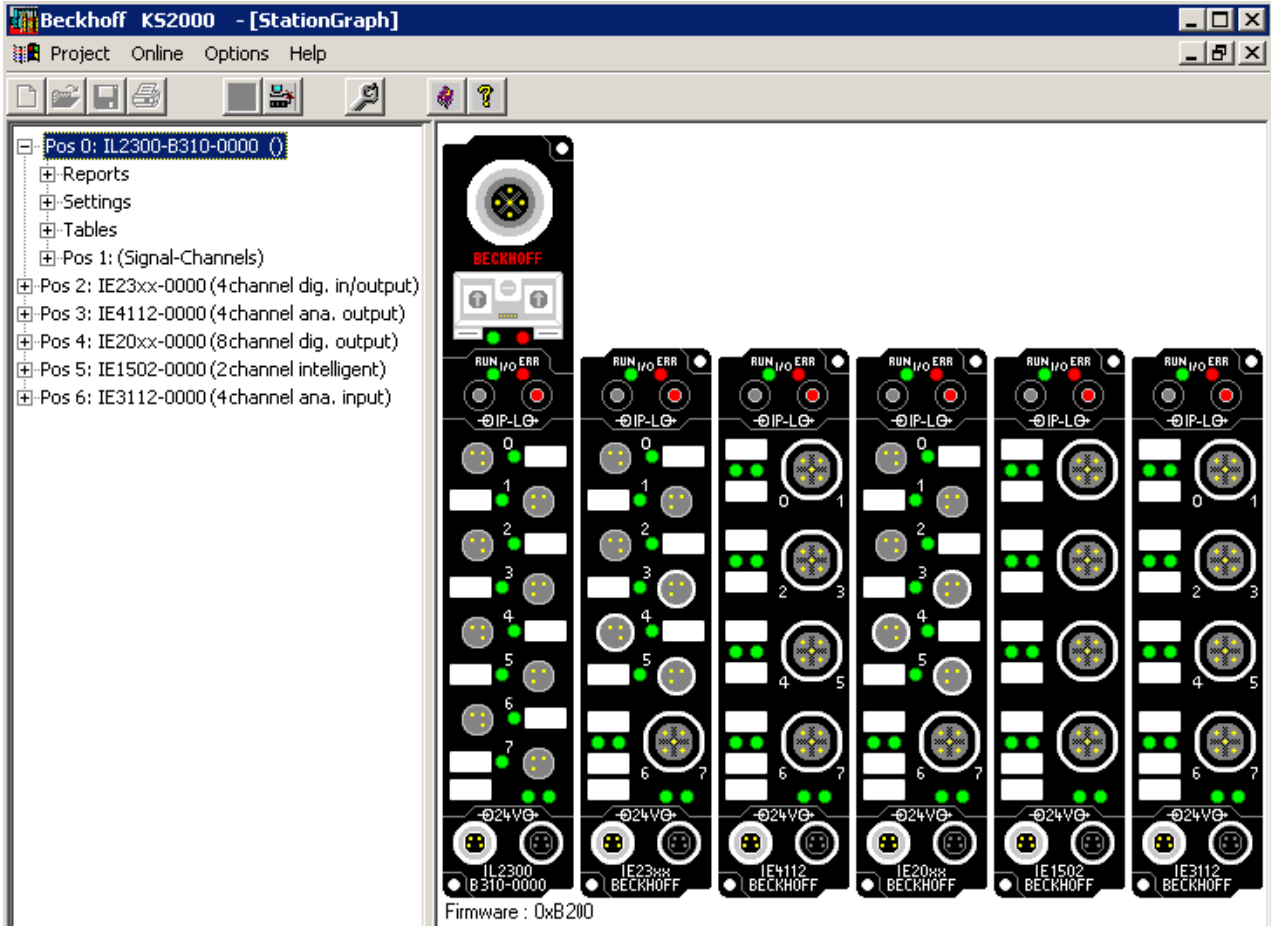 Beckhoff KS2000 - [StationGraph]
Project Online Options Help
Pos 0: IL2300-B310-0000 ()
Reports
Settings
Tables
Pos 1: (Signal-Channels)
Pos 2: IE23xx-0000 (4channel dig. in/output)
Pos 3: IE4112-0000 (4channel ana. output)
Pos 4: IE20xx-0000 (8channel dig. output)
Pos 5: IE1502-0000 (2channel intelligent)
Pos 6: IE3112-0000 (4channel ana. input)
BECKHOFF
RUN I/O ERR
IP-L
0
1
2
3
4
5
6
7
24V
IL2300
B310-0000
RUN I/O ERR
IP-L
0
1
2
3
4
5
6 7
24V
IE23xx
BECKHOFF
RUN I/O ERR
IP-L
0 1
2 3
4 5
6 7
24V
IE4112
BECKHOFF
RUN I/O ERR
IP-L
0
1
2
3
4
5
6 7
24V
IE20xx
BECKHOFF
RUN I/O ERR
IP-L
24V
IE1502
BECKHOFF
RUN I/O ERR
IP-L
0 1
2 3
4 5
6 7
24V
IE3112
BECKHOFF
Firmware :